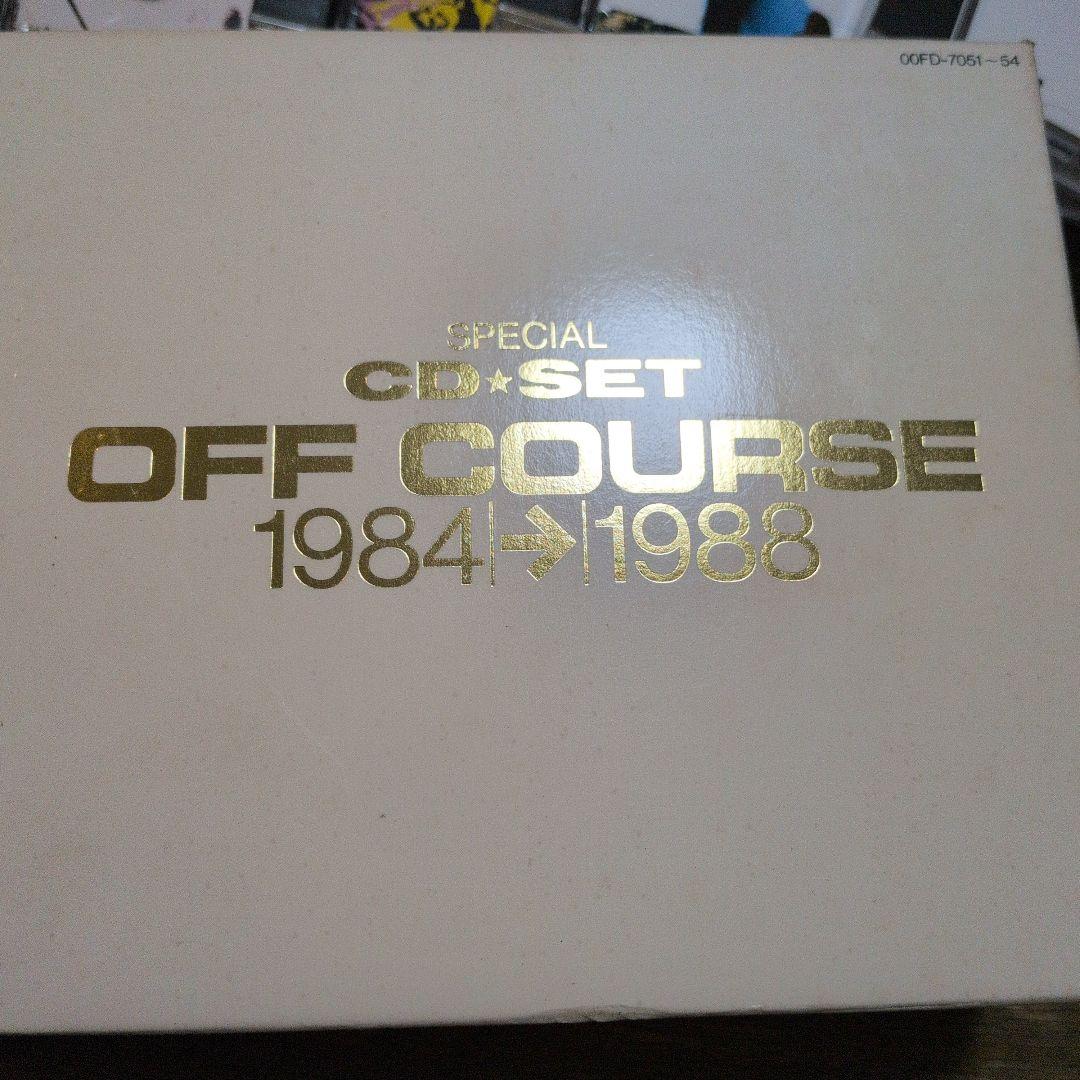 00FD-7051~54
SPECIAL
CD★SET
OFF COURSE
1984|→|1988